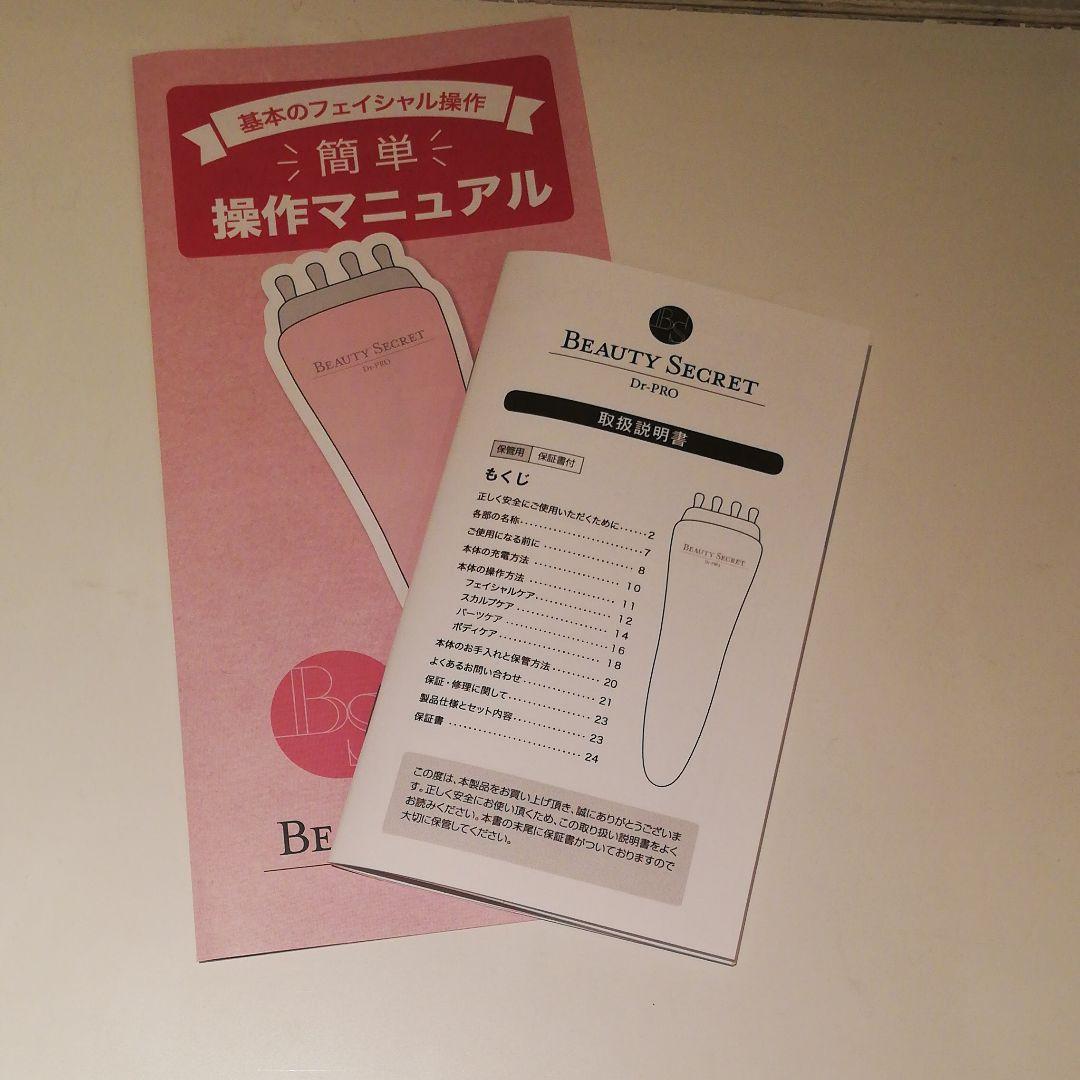 基本のフェイシャル操作
簡単
操作マニュアル
BEAUTY SECRET
Dr-PRO
BS
BE
BS
BEAUTY SECRET
Dr-PRO
取扱説明書
保管用 保証書付
もくじ
正しく安全にご使用いただくために……2
各部の名称……7
ご使用になる前に……8
本体の充電方法……10
本体の操作方法……11
フェイシャルケア……12
スカルプケア……14
パーツケア……16
ボディケア……18
本体のお手入れと保管方法……20
よくあるお問い合わせ……21
保証・修理に関して……23
製品仕様とセット内容……23
保証書……24
BEAUTY SECRET
Dr-PRO
この度は、本製品をお買い上げ頂き、誠にありがとうございま
す。正しく安全にお使い頂くため、この取り扱い説明書をよく
お読みください。本書の末尾に保証書がついておりますので
大切に保管してください。